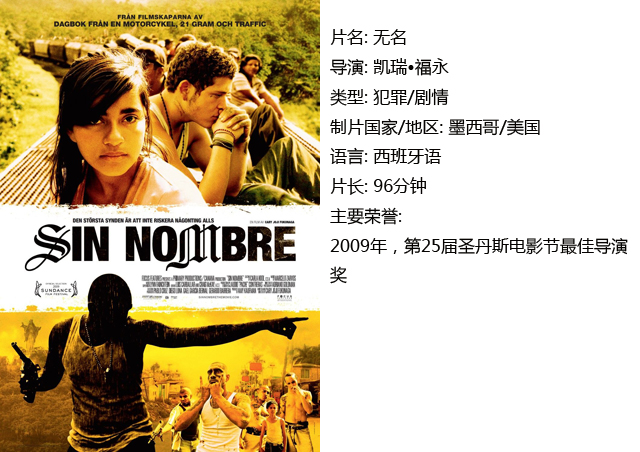 FRÅN FILMSKAPARNA AV
DAGBOK FRÅN EN MOTORCYKEL, 21 GRAM OCH TRAFFIC
DEN STÖRSTA SYNDEN ÄR ATT INTE RISKERA NÅGONTING ALLS
SIN NOMBRE
SUNDANCE
FILM FESTIVAL
FOCUS
片名: 无名
导演: 凯瑞•福永
类型: 犯罪/剧情
制片国家/地区: 墨西哥/美国
语言: 西班牙语
片长: 96分钟
主要荣誉:
2009年，第25届圣丹斯电影节最佳导演
奖